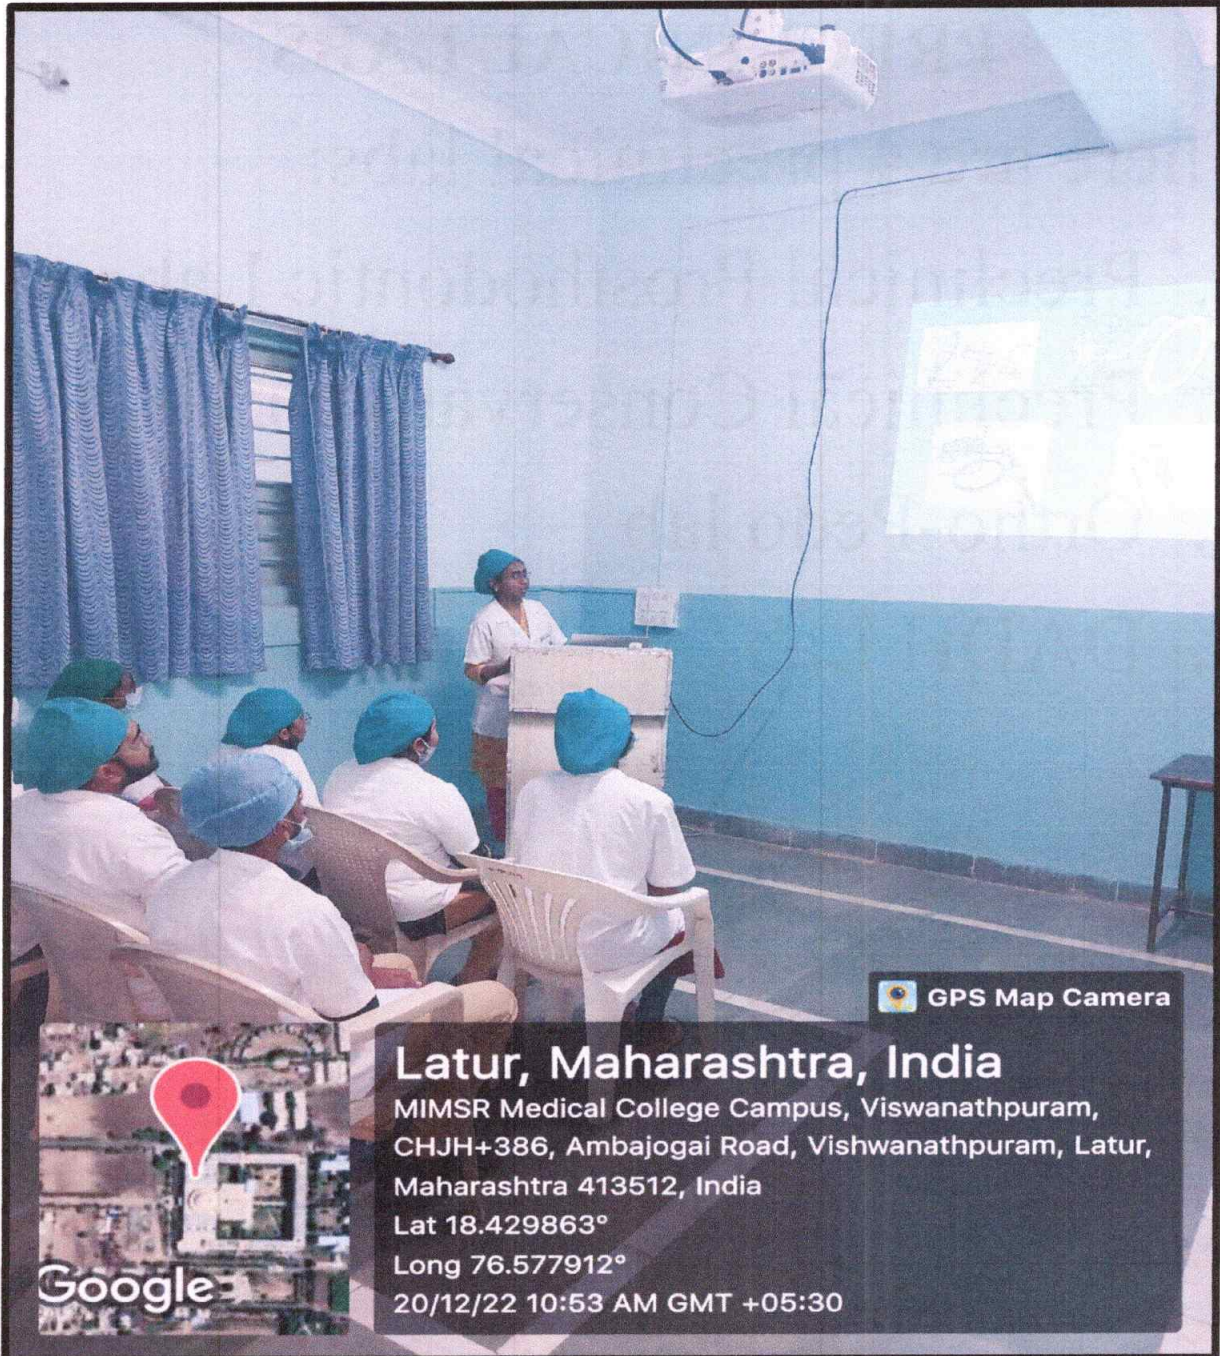 GPS Map Camera
Latur, Maharashtra, India
MIMSR Medical College Campus, Viswanathpuram,
CHJH+386, Ambajogai Road, Vishwanathpuram, Latur,
Maharashtra 413512, India
Lat 18.429863°
Long 76.577912°
20/12/22 10:53 AM GMT +05:30
Google